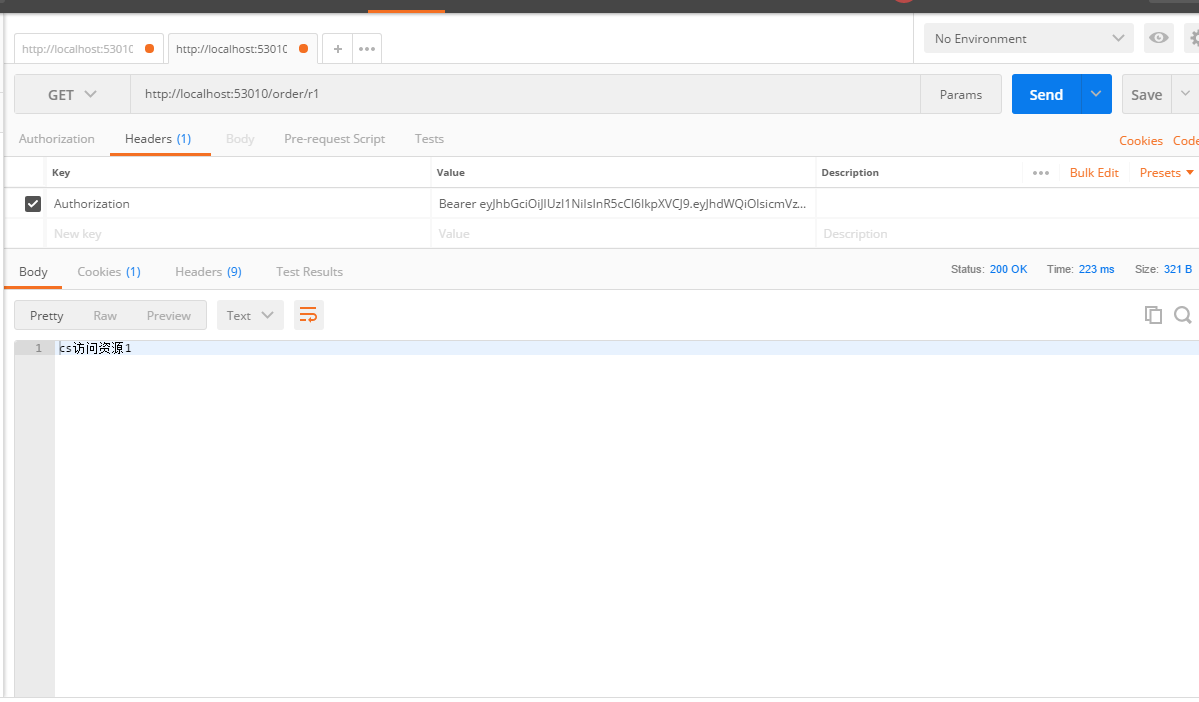 http://localhost:5301( http://localhost:5301( + ••• No Environment
GET http://localhost:53010/order/r1 Params Send Save
Authorization Headers (1) Body Pre-request Script Tests Cookies Code
Key Value Description ••• Bulk Edit Presets
Authorization Bearer eyJhbGciOiJIUzI1NiIsInR5cCI6IkpXVCJ9.eyJhdWQiOlsicmVz...
New key Value Description
Body Cookies (1) Headers (9) Test Results Status: 200 OK Time: 223 ms Size: 321 B
Pretty Raw Preview Text
1 cs访问资源1